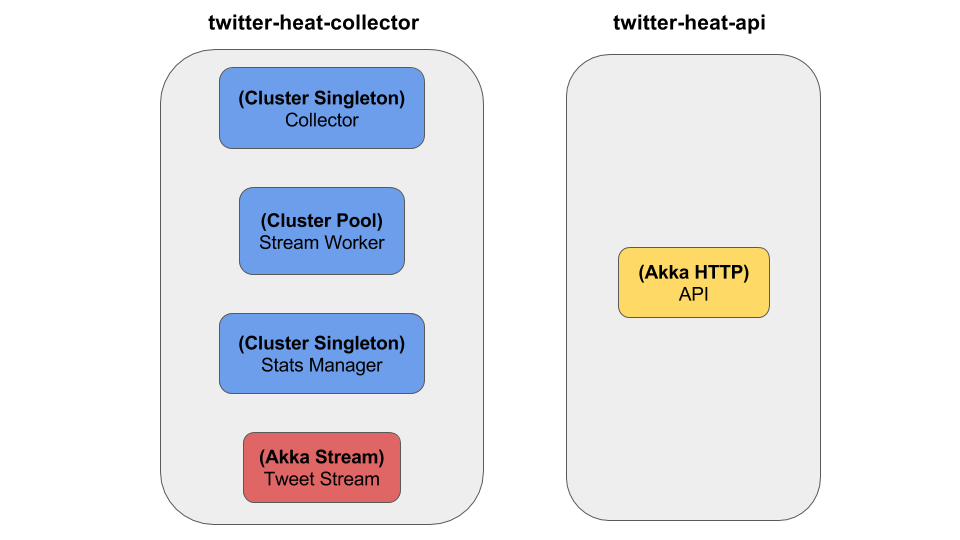 twitter-heat-collector
(Cluster Singleton)
Collector
(Cluster Pool)
Stream Worker
(Cluster Singleton)
Stats Manager
(Akka Stream)
Tweet Stream
twitter-heat-api
(Akka HTTP)
API